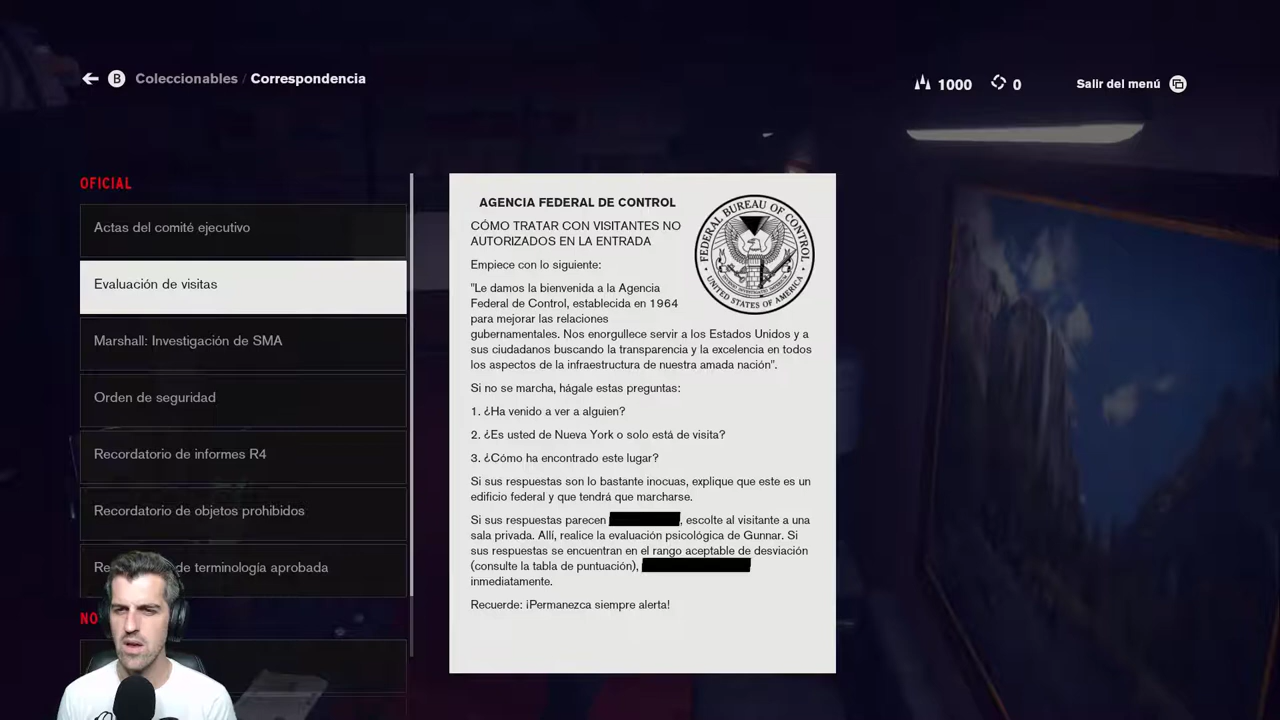 B Coleccionables / Correspondencia
1000 0 Salir del menú
OFICIAL
Actas del comité ejecutivo
Evaluación de visitas
Marshall: Investigación de SMA
Orden de seguridad
Recordatorio de informes R4
Recordatorio de objetos prohibidos
de terminología aprobada
NO
AGENCIA FEDERAL DE CONTROL
CÓMO TRATAR CON VISITANTES NO
AUTORIZADOS EN LA ENTRADA
Empiece con lo siguiente:
"Le damos la bienvenida a la Agencia
Federal de Control, establecida en 1964
para mejorar las relaciones
gubernamentales. Nos enorgullece servir a los Estados Unidos y a
sus ciudadanos buscando la transparencia y la excelencia en todos
los aspectos de la infraestructura de nuestra amada nación".
Si no se marcha, hágale estas preguntas:
1. ¿Ha venido a ver a alguien?
2. ¿Es usted de Nueva York o solo está de visita?
3. ¿Cómo ha encontrado este lugar?
Si sus respuestas son lo bastante inocuas, explique que este es un
edificio federal y que tendrá que marcharse.
Si sus respuestas parecen , escolte al visitante a una
sala privada. Allí, realice la evaluación psicológica de Gunnar. Si
sus respuestas se encuentran en el rango aceptable de desviación
(consulte la tabla de puntuación),
inmediatamente.
Recuerde: ¡Permanezca siempre alerta!
FEDERAL BUREAU OF CONTROL
UNITED STATES OF AMERICA